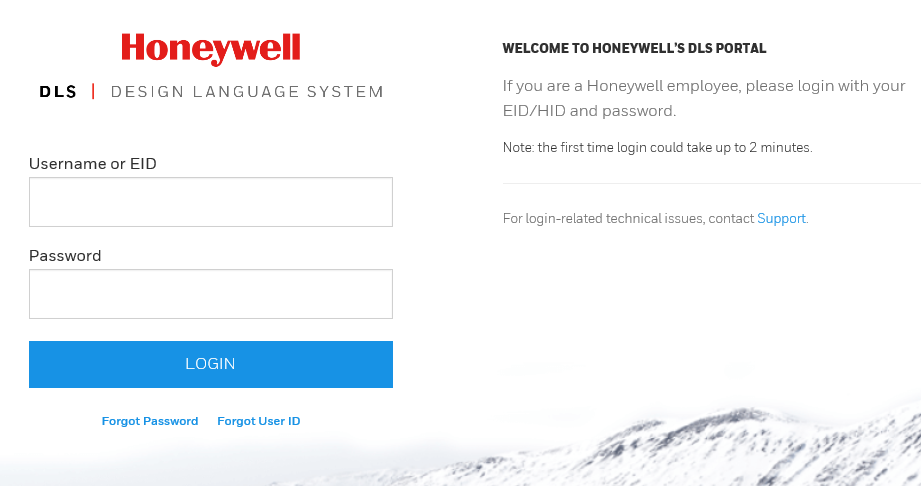 Honeywell
DLS | DESIGN LANGUAGE SYSTEM
Username or EID
Password
LOGIN
Forgot Password Forgot User ID
WELCOME TO HONEYWELL'S DLS PORTAL
If you are a Honeywell employee, please login with your
EID/HID and password.
Note: the first time login could take up to 2 minutes.
For login-related technical issues, contact Support.